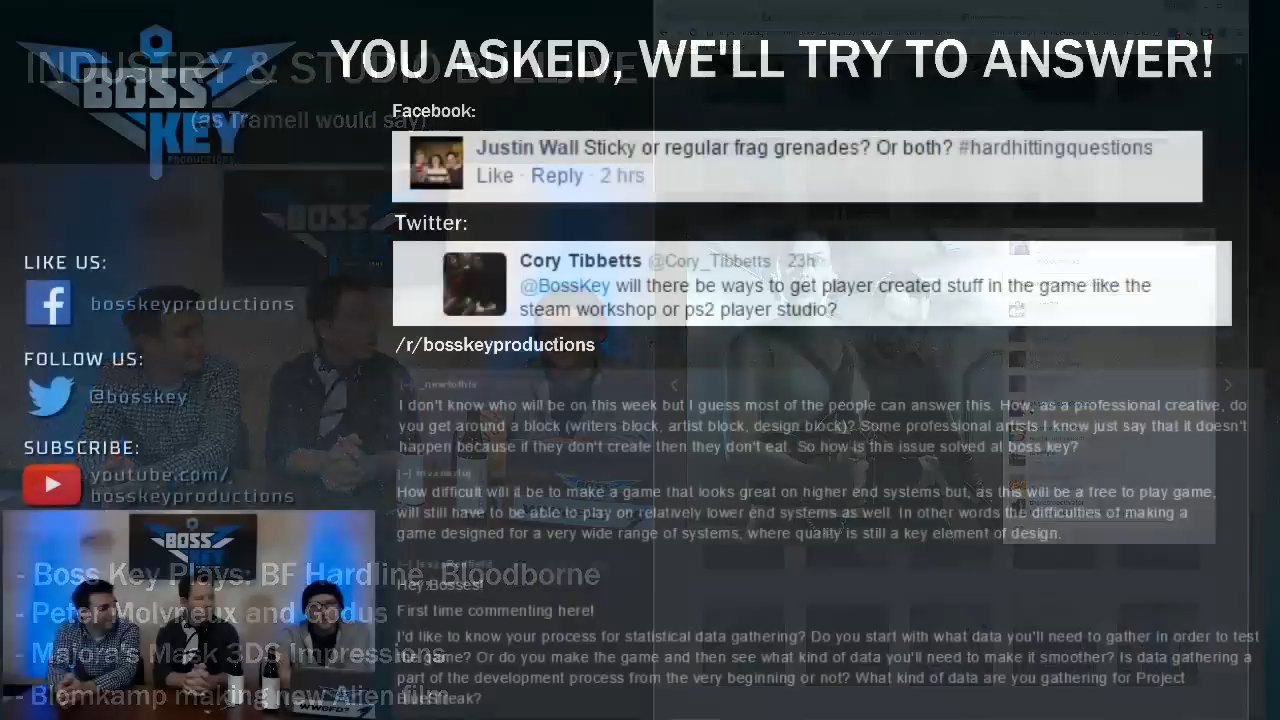 INDUSTRY & STUDIO BULLSIVE
(as Tramell would say)
BOSS
KEY
PRODUCTIONS
YOU ASKED, WE'LL TRY TO ANSWER!
Facebook:
Justin Wall Sticky or regular frag grenades? Or both? #hardhittingquestions
Like · Reply · 2 hrs
Twitter:
Cory Tibbetts @Cory_Tibbetts 23h
@BossKey will there be ways to get player created stuff in the game like the
steam workshop or ps2 player studio?
/r/bosskeyproductions
I don't know who will be on this week but I guess most of the people can answer this. How, as a professional creative, do
you get around a block (writers block, artist block, design block)? Some professional artists I know just say that it doesn't
happen because if they don't create then they don't eat. So how is this issue solved at boss key?
How difficult will it be to make a game that looks great on higher end systems but, as this will be a free to play game,
will still have to be able to play on relatively lower end systems as well. In other words the difficulties of making a
game designed for a very wide range of systems, where quality is still a key element of design.
Hey Bosses!
First time commenting here!
I'd like to know your process for statistical data gathering? Do you start with what data you'll need to gather in order to test
the game? Or do you make the game and then see what kind of data you'll need to make it smoother? Is data gathering a
part of the development process from the very beginning or not? What kind of data are you gathering for Project
BlueStreak?
LIKE US:
bosskeyproductions
FOLLOW US:
@bosskey
SUBSCRIBE:
youtube.com/
bosskeyproductions
BOSS
KEY
- Boss Key Plays: BF Hardline, Bloodborne
- Peter Molyneux and Godus
- Majora's Mask 3DS Impressions
- Blomkamp making new Alien film
WWBFD?